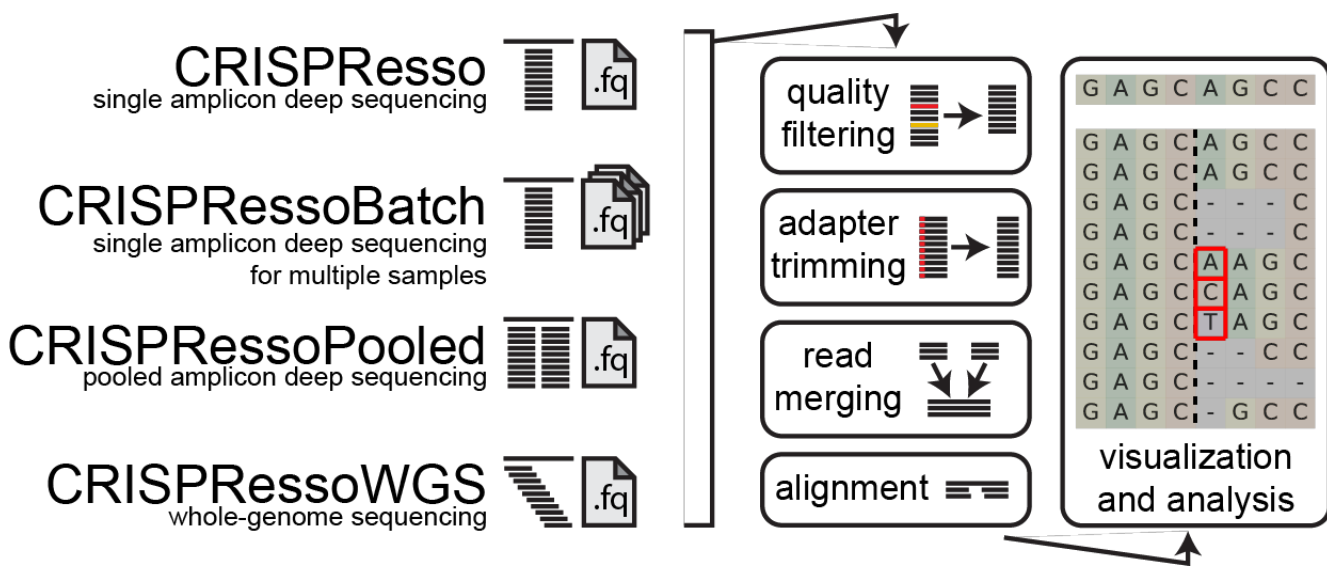 CRISPResso
single amplicon deep sequencing
.fq
CRISPRessoBatch
single amplicon deep sequencing
for multiple samples
.fq
CRISPRessoPooled
pooled amplicon deep sequencing
.fq
CRISPRessoWGS
whole-genome sequencing
.fq
quality
filtering
adapter
trimming
read
merging
alignment
G A G C A G C C
G A G C A G C C
G A G C A G C C
G A G C - - - C
G A G C - - - C
G A G C A A G C
G A G C C A G C
G A G C T A G C
G A G C - - C C
G A G C - - - -
G A G C - G C C
visualization
and analysis